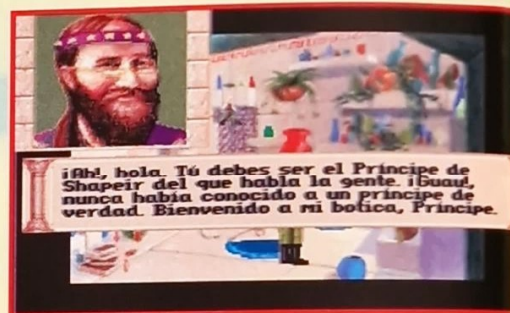 ¡Ah!, hola. Tú debes ser el Príncipe de
Shapeir del que habla la gente. ¡Guau!,
nunca había conocido a un príncipe de
verdad. Bienvenido a mi botica, Príncipe.